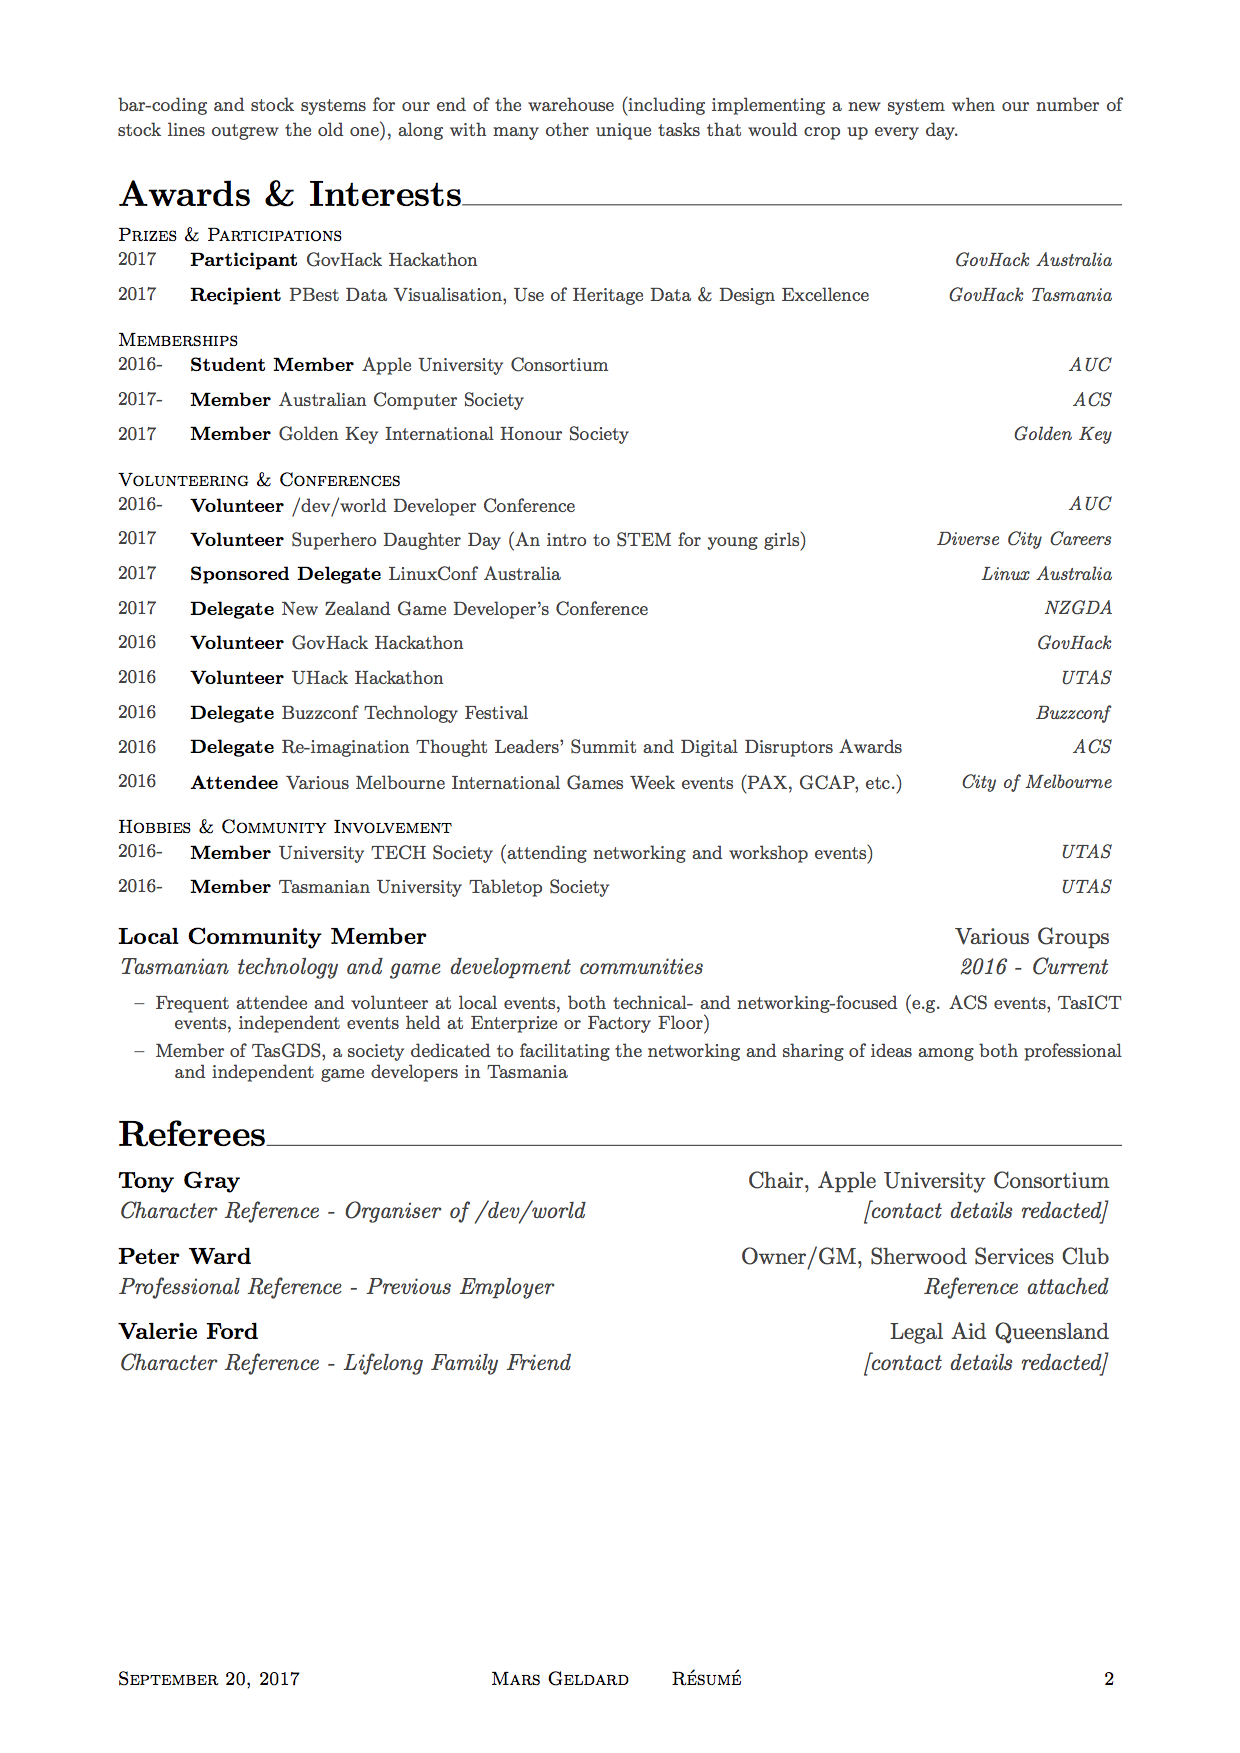 bar-coding and stock systems for our end of the warehouse (including implementing a new system when our number of
stock lines outgrew the old one), along with many other unique tasks that would crop up every day.
Awards & Interests
Prizes & Participations
2017 Participant GovHack Hackathon GovHack Australia
2017 Recipient PBest Data Visualisation, Use of Heritage Data & Design Excellence GovHack Tasmania
Memberships
2016- Student Member Apple University Consortium AUC
2017- Member Australian Computer Society ACS
2017 Member Golden Key International Honour Society Golden Key
Volunteering & Conferences
2016- Volunteer /dev/world Developer Conference AUC
2017 Volunteer Superhero Daughter Day (An intro to STEM for young girls) Diverse City Careers
2017 Sponsored Delegate LinuxConf Australia Linux Australia
2017 Delegate New Zealand Game Developer's Conference NZGDA
2016 Volunteer GovHack Hackathon GovHack
2016 Volunteer UHack Hackathon UTAS
2016 Delegate Buzzconf Technology Festival Buzzconf
2016 Delegate Re-imagination Thought Leaders' Summit and Digital Disruptors Awards ACS
2016 Attendee Various Melbourne International Games Week events (PAX, GCAP, etc.) City of Melbourne
Hobbies & Community Involvement
2016- Member University TECH Society (attending networking and workshop events) UTAS
2016- Member Tasmanian University Tabletop Society UTAS
Local Community Member Various Groups
Tasmanian technology and game development communities 2016 - Current
– Frequent attendee and volunteer at local events, both technical- and networking-focused (e.g. ACS events, TasICT
events, independent events held at Enterprize or Factory Floor)
– Member of TasGDS, a society dedicated to facilitating the networking and sharing of ideas among both professional
and independent game developers in Tasmania
Referees
Tony Gray Chair, Apple University Consortium
Character Reference - Organiser of /dev/world [contact details redacted]
Peter Ward Owner/GM, Sherwood Services Club
Professional Reference - Previous Employer Reference attached
Valerie Ford Legal Aid Queensland
Character Reference - Lifelong Family Friend [contact details redacted]
September 20, 2017 Mars Geldard Résumé 2